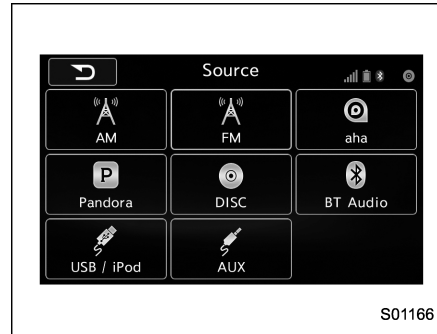 Source
AM
FM
aha
P
Pandora
DISC
BT Audio
USB / iPod
AUX
S01166